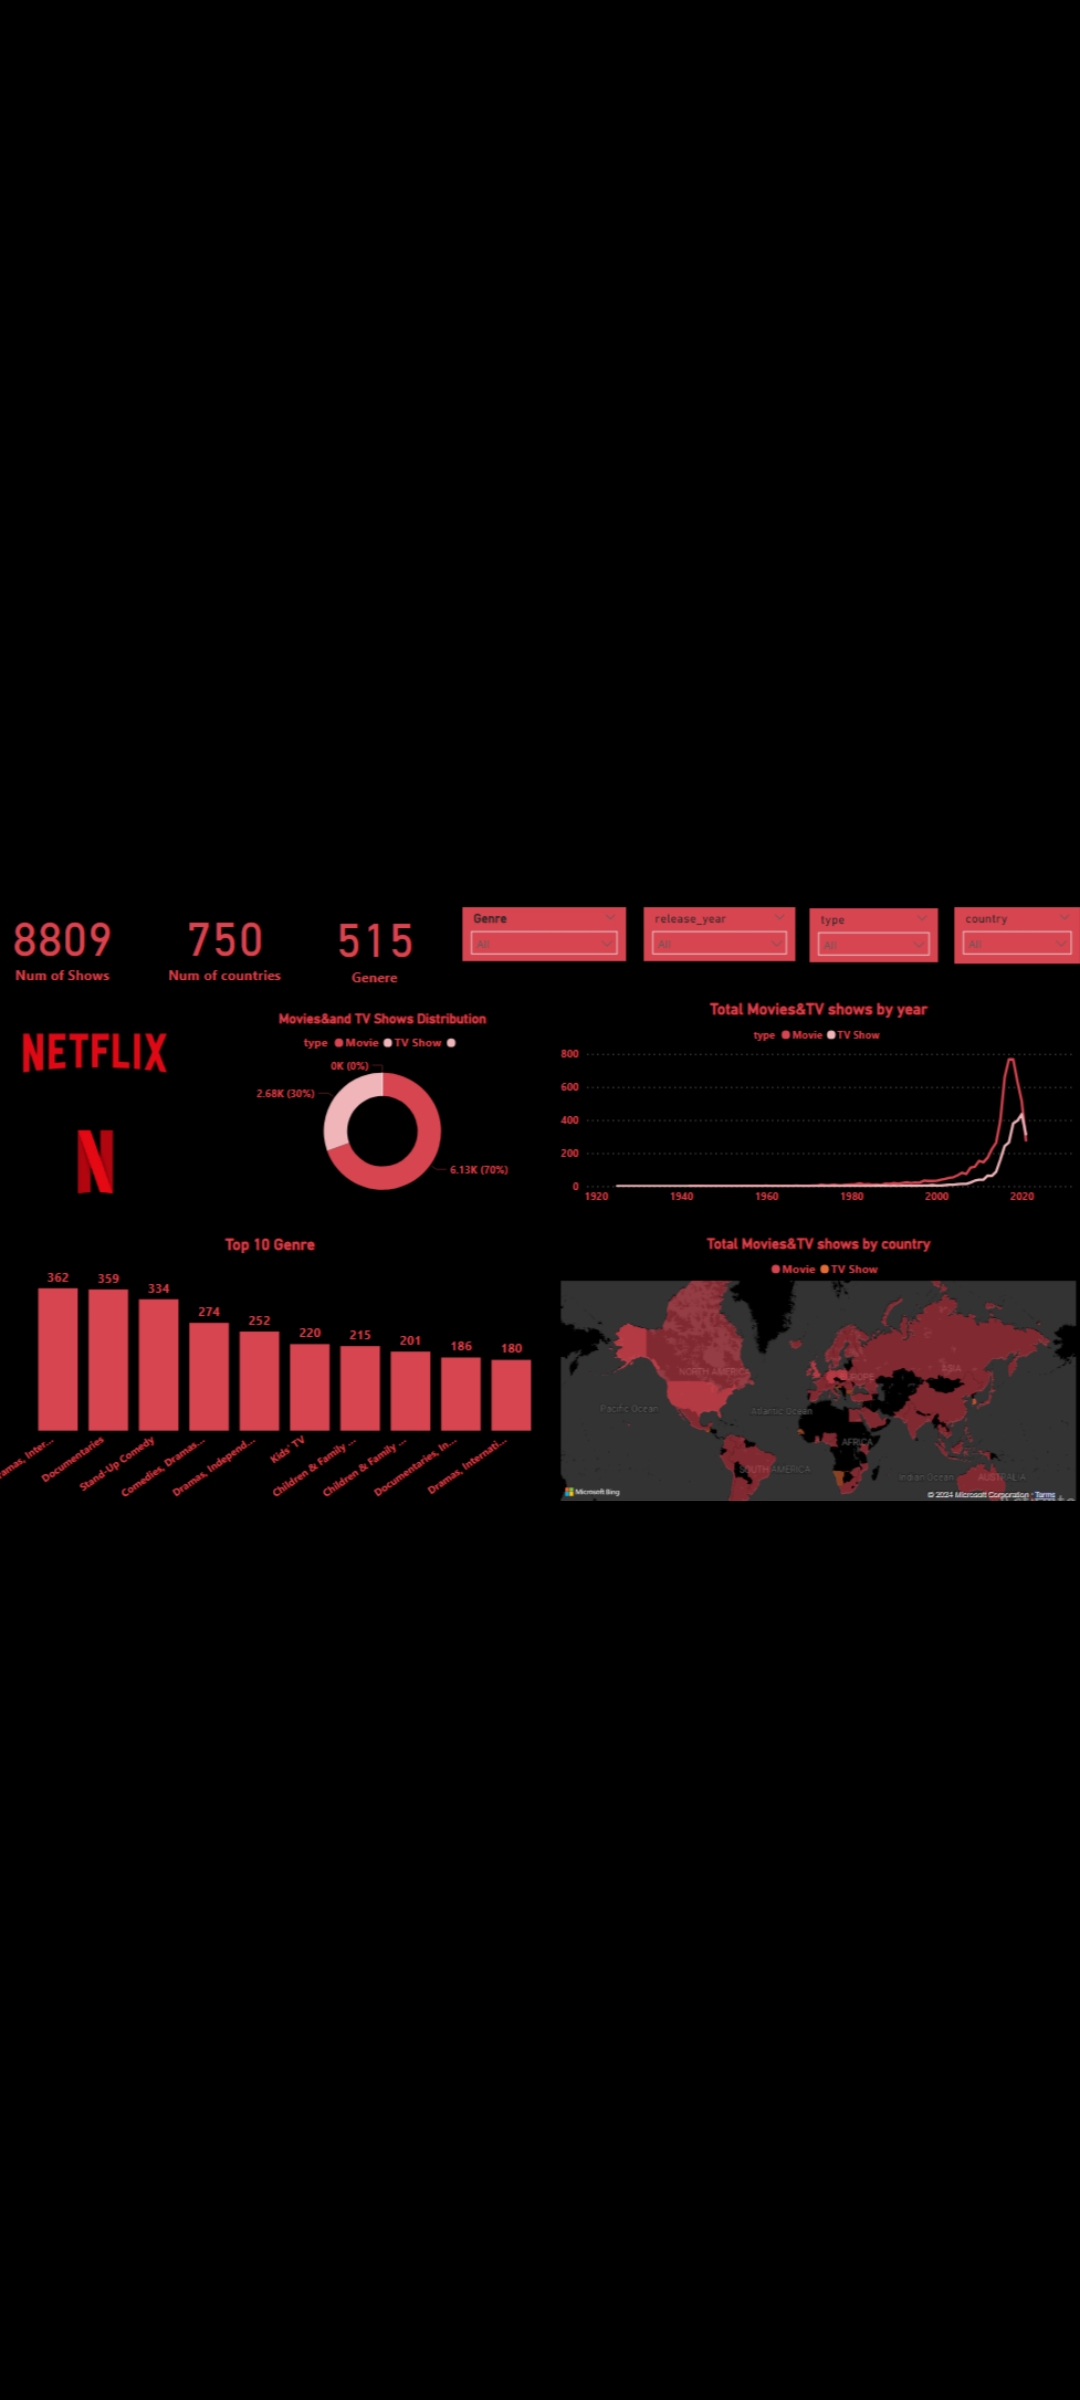 8809
Num of Shows
750
Num of countries
515
Genere
Genre
All
release_year
All
type
All
country
All
NETFLIX
N
Movies&and TV Shows Distribution
type Movie TV Show
0K (0%)
2.68K (30%)
6.13K (70%)
Total Movies&TV shows by year
type Movie TV Show
800
600
400
200
0
1920 1940 1960 1980 2000 2020
Top 10 Genre
362 359 334 274 252 220 215 201 186 180
Inter...
Documentaries
Stand-Up Comedy
Comedies, Dramas...
Dramas, Independ...
Kids' TV
Children & Family ...
Children & Family ...
Documentaries, In...
Dramas, Internati...
Total Movies&TV shows by country
Movie TV Show
NORTH AMERICA
ASIA
Pacific Ocean
Atlantic Ocean
AFRICA
SOUTH AMERICA
Indian Ocean
AUSTRALIA
Microsoft Bing
© 2024 Microsoft Corporation Terms